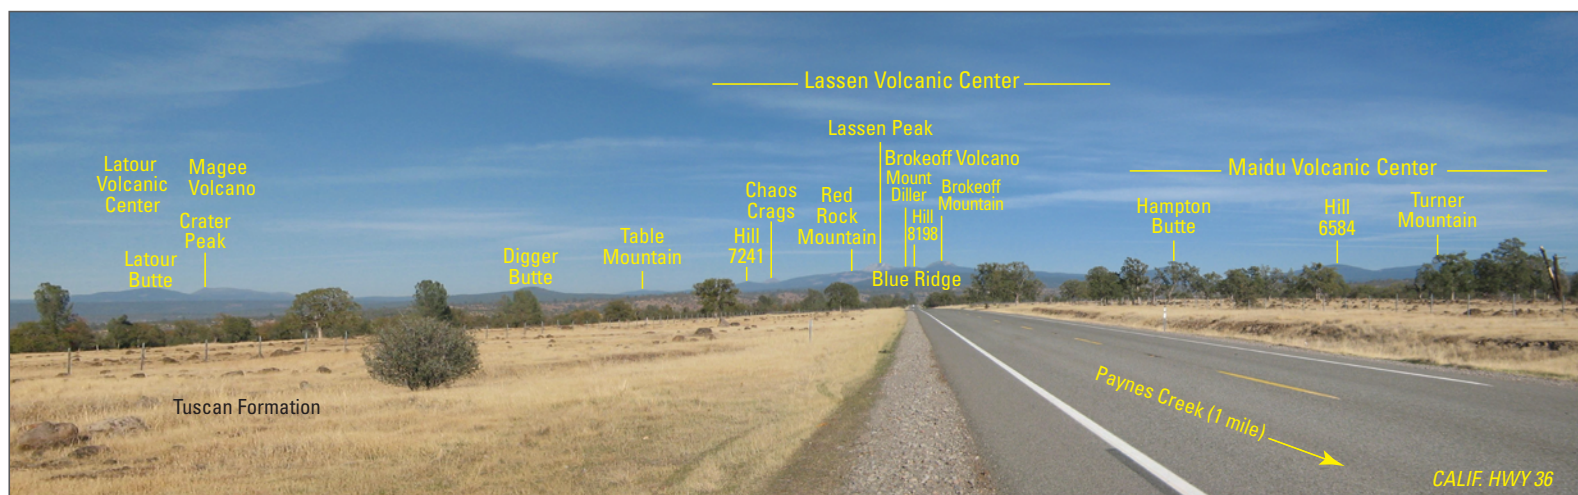 Lassen Volcanic Center
Lassen Peak
Latour
Volcanic
Center
Magee
Volcano
Crater
Peak
Latour
Butte
Digger
Butte
Table
Mountain
Hill
7241
Chaos
Crags
Red
Rock
Mountain
Brokeoff Volcano
Mount
Diller
Hill
8198
Brokeoff
Mountain
Blue Ridge
Maidu Volcanic Center
Hampton
Butte
Hill
6584
Turner
Mountain
Tuscan Formation
Paynes Creek (1 mile)
CALIF. HWY 36